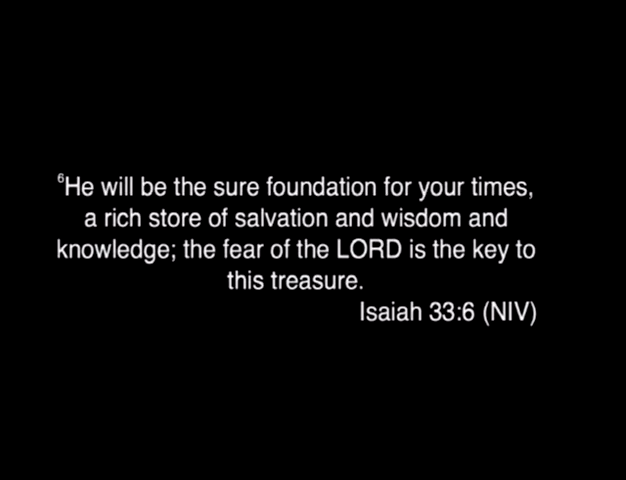 ⁶He will be the sure foundation for your times,
a rich store of salvation and wisdom and
knowledge; the fear of the LORD is the key to
this treasure.
Isaiah 33:6 (NIV)